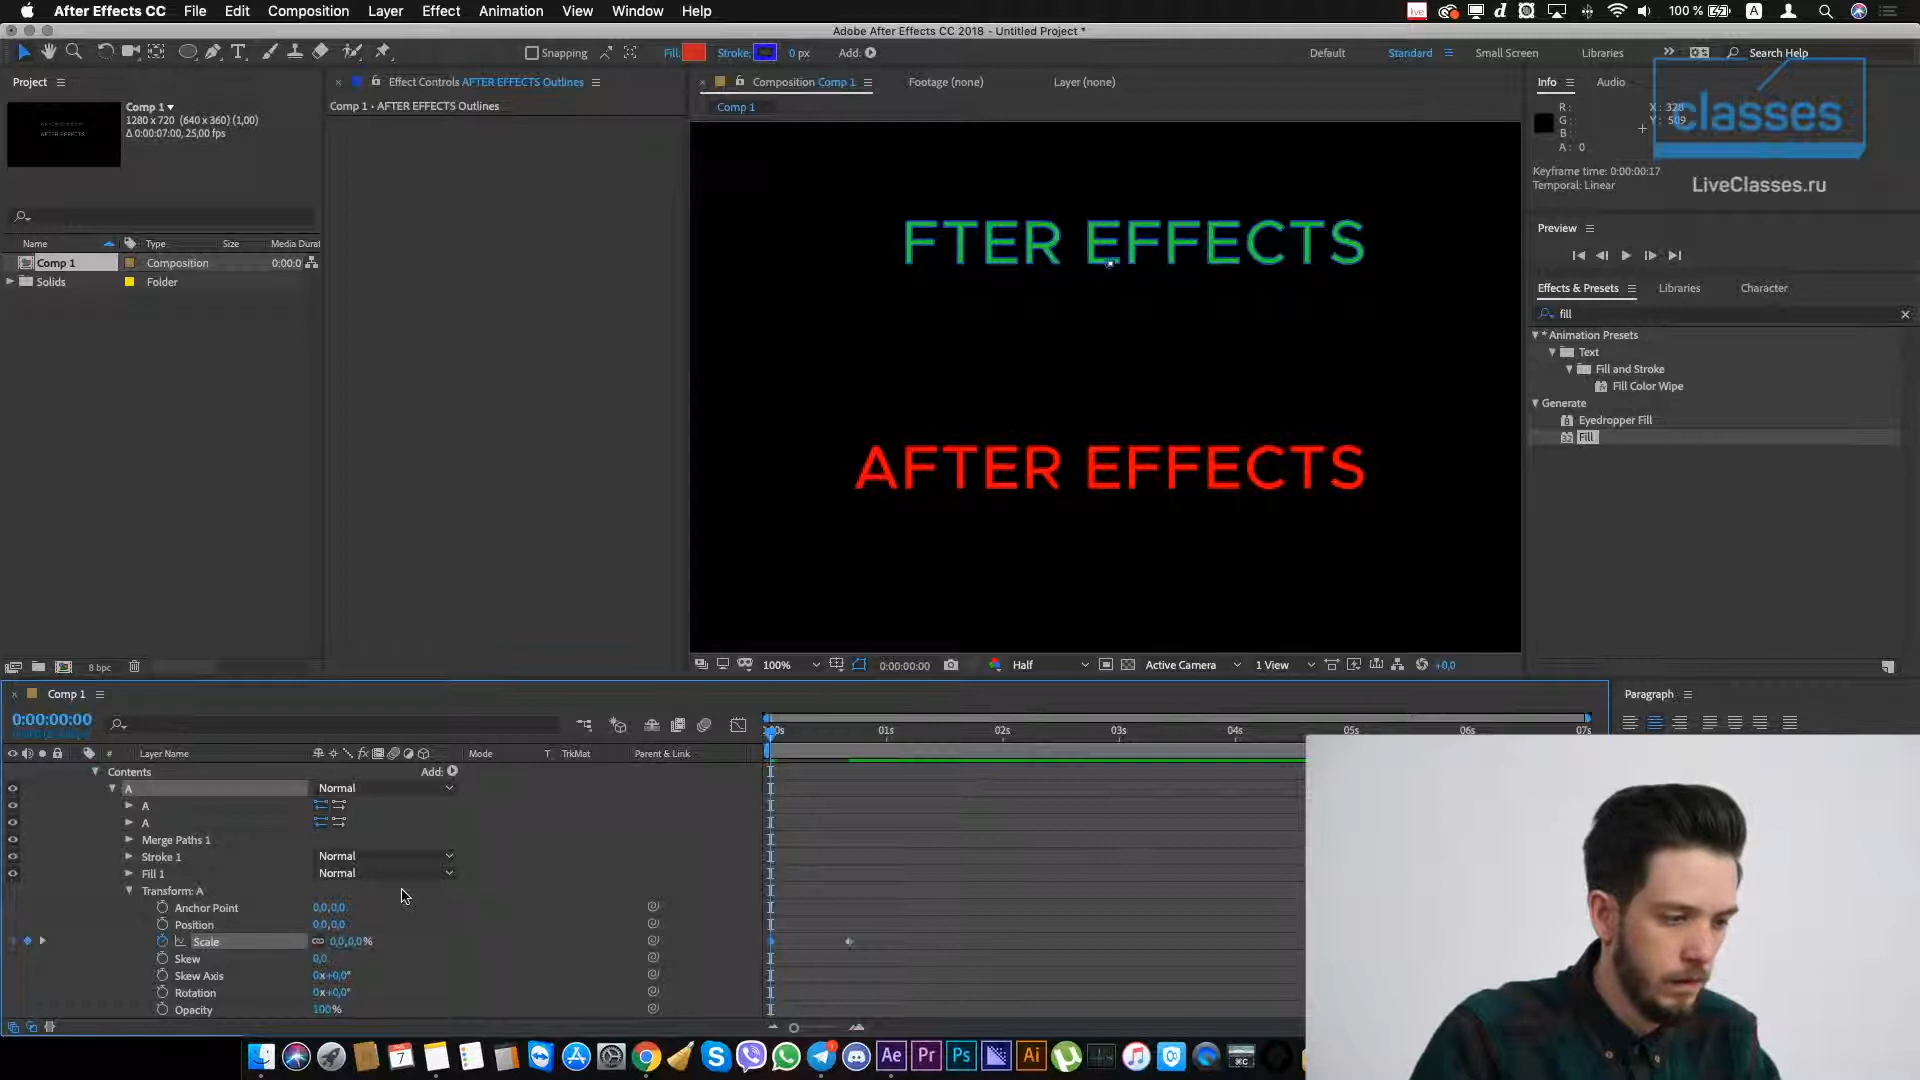 After Effects CC File Edit Composition Layer Effect Animation View Window Help
live 100 % A
Adobe After Effects CC 2018 - Untitled Project *
Snapping Fill: Stroke: 0 px Add: Default Standard Small Screen Libraries Search Help
Project Effect Controls AFTER EFFECTS Outlines Composition Comp 1 Footage (none) Layer (none) Info Audio
Comp 1 Comp 1 • AFTER EFFECTS Outlines Comp 1
1280 x 720 (640 x 360) (1,00)
Δ 0:00:07:00, 25,00 fps
R: X: 328
G: Y: 509
B:
A: 0
classes
LiveClasses.ru
Keyframe time: 0:00:00:17
Temporal: Linear
Preview
FTER EFFECTS
AFTER EFFECTS
Effects & Presets Libraries Character
fill
* Animation Presets
Text
Fill and Stroke
Fill Color Wipe
Generate
Eyedropper Fill
Fill
Name Type Size Media Durat
Comp 1 Composition 0:00:0
Solids Folder
8 bpc
100% 0:00:00:00 Half Active Camera 1 View +0,0
Comp 1
0:00:00:00
Paragraph
# Layer Name Mode T TrkMat Parent & Link
01s 02s 03s 04s 05s 06s 07s
Contents Add:
A Normal
A
A
Merge Paths 1
Stroke 1 Normal
Fill 1 Normal
Transform: A
Anchor Point 0,0,0,0
Position 0,0,0,0
Scale 0,0,0,0%
Skew 0,0
Skew Axis 0x+0,0°
Rotation 0x+0,0°
Opacity 100%
7 Ae Pr Ps Ai